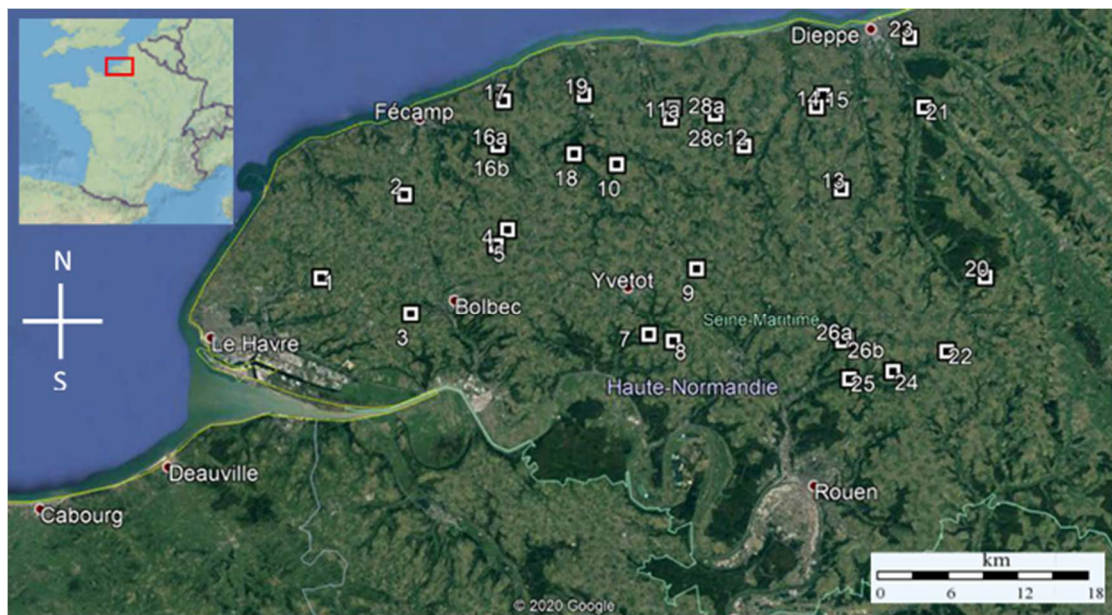 Dieppe
23
17
19
Fécamp
11a
28a
14
15
21
16a
28c
12
16b
18
10
2
13
4
5
20
1
Yvetot
9
Bolbec
3
Seine-Maritime
N
S
Le Havre
7
8
26a
26b
22
Haute-Normandie
25
24
Deauville
Rouen
Cabourg
km
0
6
12
18
© 2020 Google